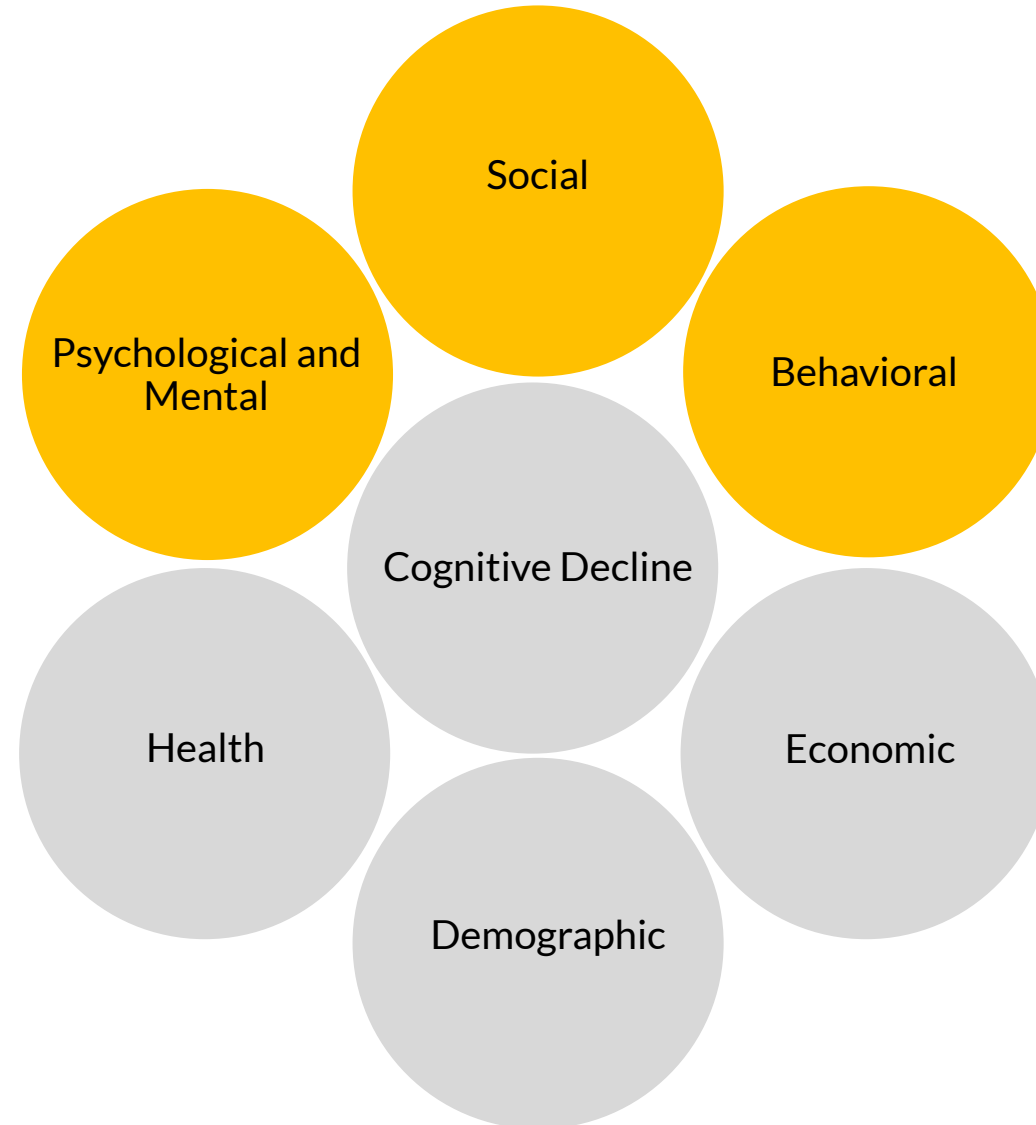 Social
Psychological and
Mental
Behavioral
Cognitive Decline
Health
Economic
Demographic